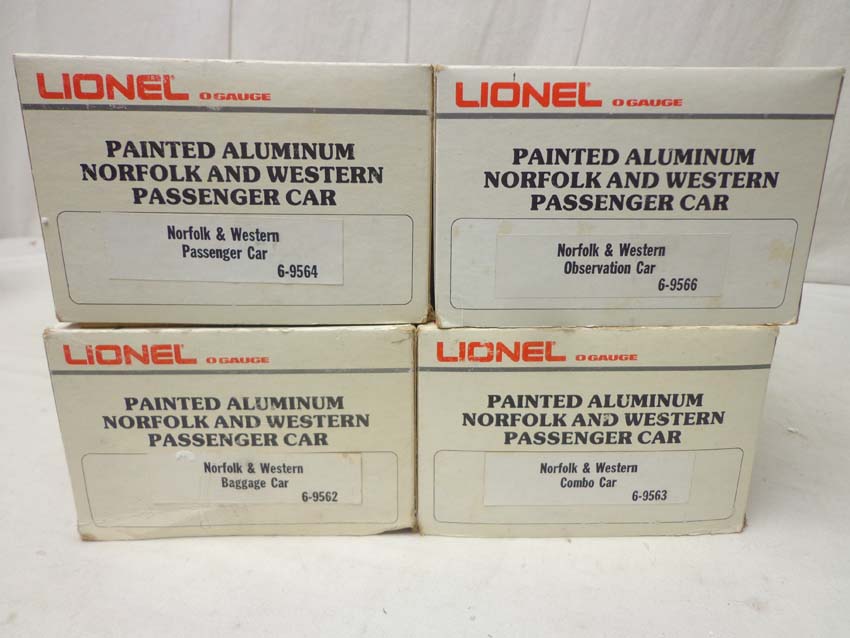 LIONEL O GAUGE
PAINTED ALUMINUM
NORFOLK AND WESTERN
PASSENGER CAR
Norfolk & Western
Passenger Car
6-9564
LIONEL O GAUGE
PAINTED ALUMINUM
NORFOLK AND WESTERN
PASSENGER CAR
Norfolk & Western
Observation Car
6-9566
LIONEL O GAUGE
PAINTED ALUMINUM
NORFOLK AND WESTERN
PASSENGER CAR
Norfolk & Western
Baggage Car
6-9562
LIONEL O GAUGE
PAINTED ALUMINUM
NORFOLK AND WESTERN
PASSENGER CAR
Norfolk & Western
Combo Car
6-9563